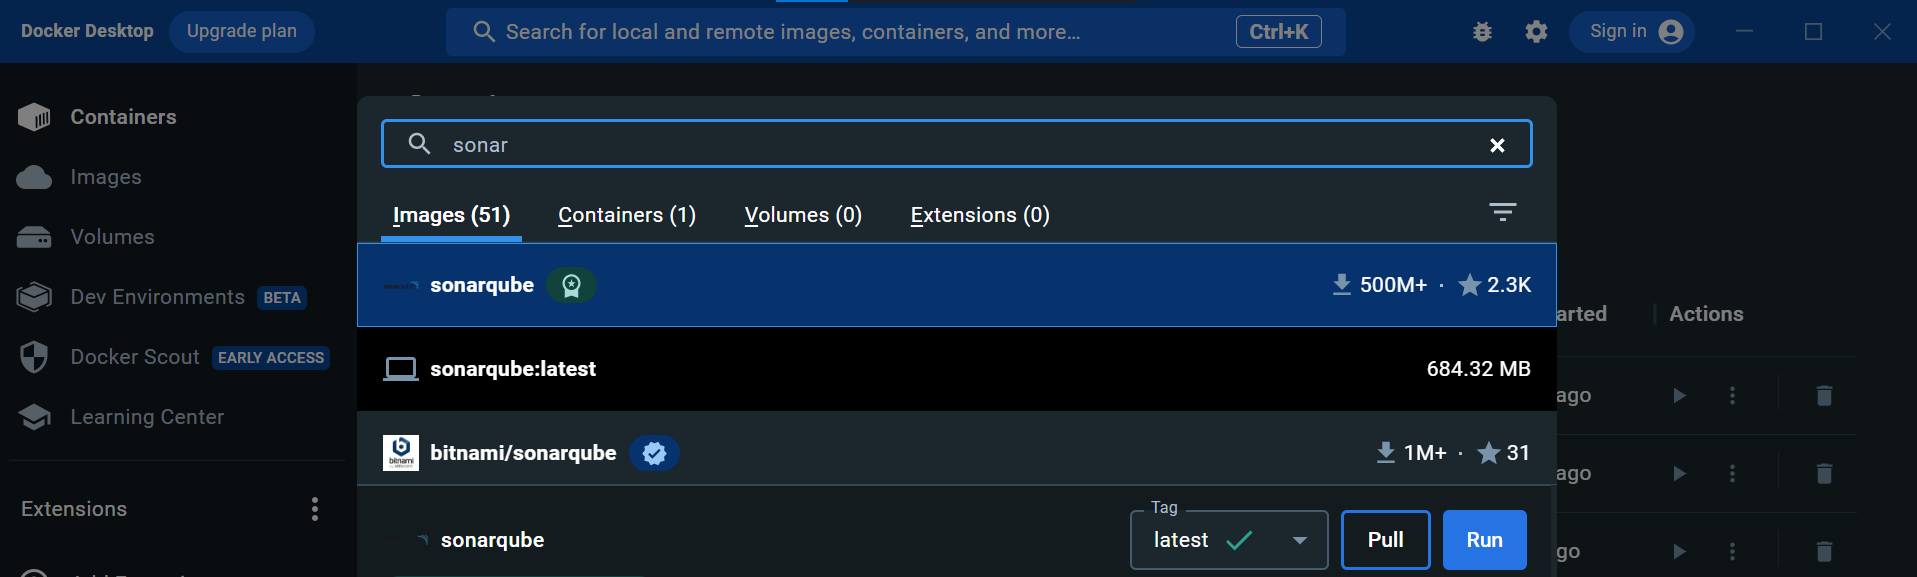 Docker Desktop Upgrade plan Search for local and remote images, containers, and more... Ctrl+K Sign in
Containers
Images
Volumes
Dev Environments BETA
Docker Scout EARLY ACCESS
Learning Center
Extensions
sonar
Images (51) Containers (1) Volumes (0) Extensions (0)
sonarqube 500M+ · 2.3K
sonarqube:latest 684.32 MB
bitnami/sonarqube 1M+ · 31
Tag
sonarqube latest Pull Run
arted Actions
ago
ago
go